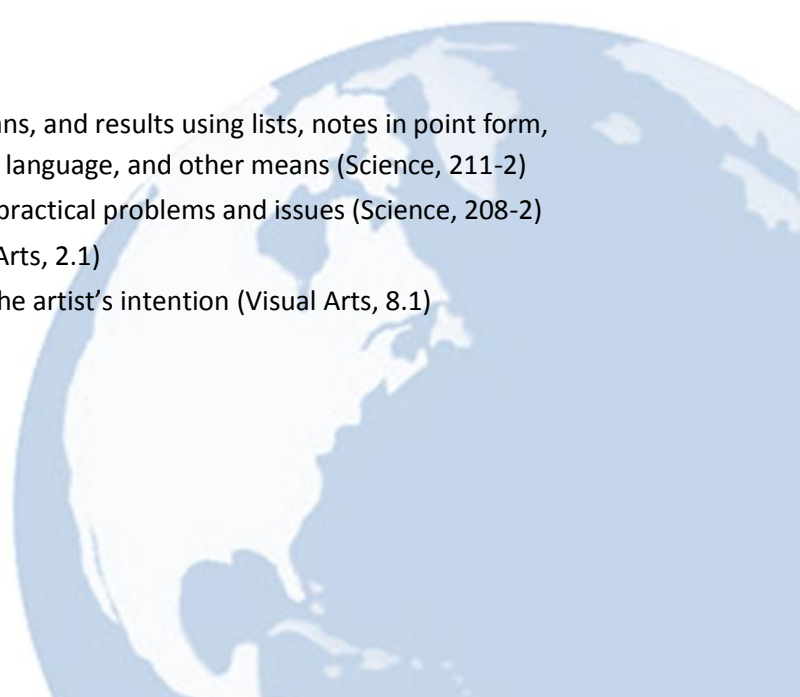 ns, and results using lists, notes in point form,
language, and other means (Science, 211-2)
practical problems and issues (Science, 208-2)
Arts, 2.1)
he artist’s intention (Visual Arts, 8.1)